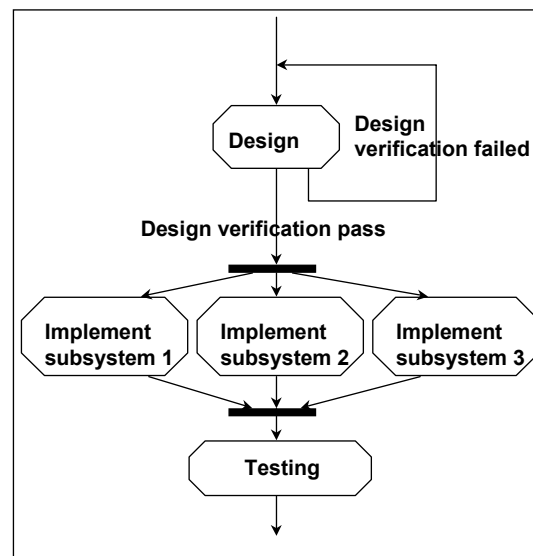 Design
Design
verification failed
Design verification pass
Implement
subsystem 1
Implement
subsystem 2
Implement
subsystem 3
Testing